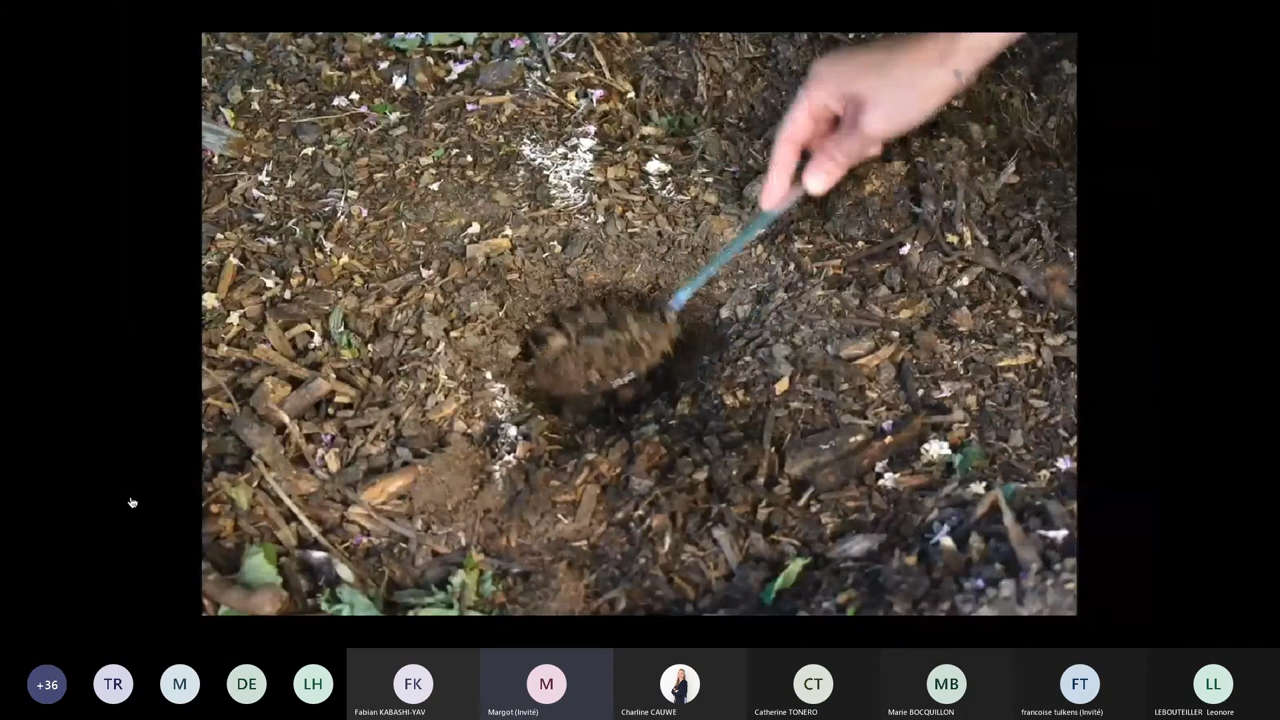 +36
TR
M
DE
LH
FK
M
CT
MB
FT
LL
Fabian KABASHI-YAV
Margot (Invité)
Charline CAUWE
Catherine TONERO
Marie BOCQUILLON
francoise tulkens (Invité)
LEBOUTEILLER Leonore